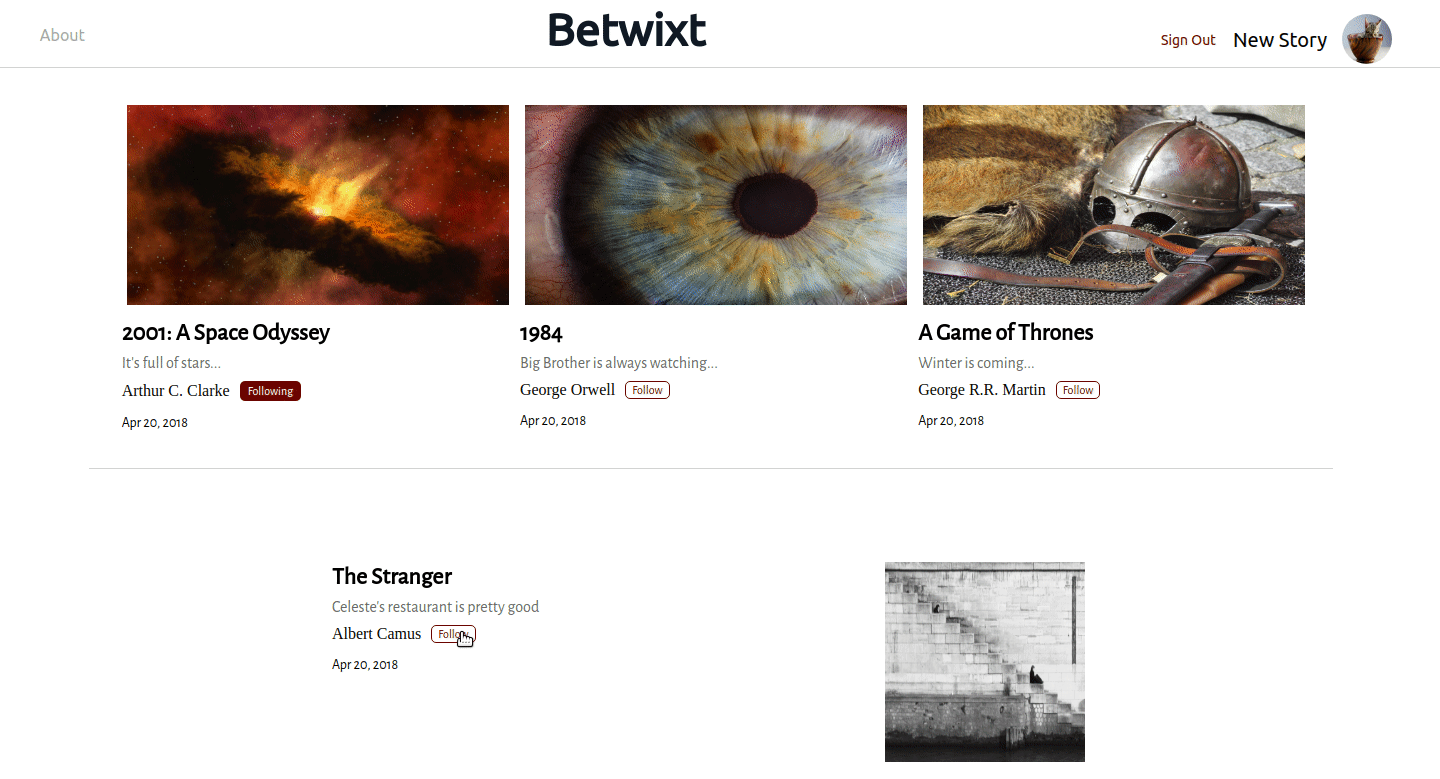 About
Betwixt
Sign Out
New Story
2001: A Space Odyssey
It's full of stars...
Arthur C. Clarke Following
Apr 20, 2018
1984
Big Brother is always watching...
George Orwell Follow
Apr 20, 2018
A Game of Thrones
Winter is coming...
George R.R. Martin Follow
Apr 20, 2018
The Stranger
Celeste's restaurant is pretty good
Albert Camus Follow
Apr 20, 2018